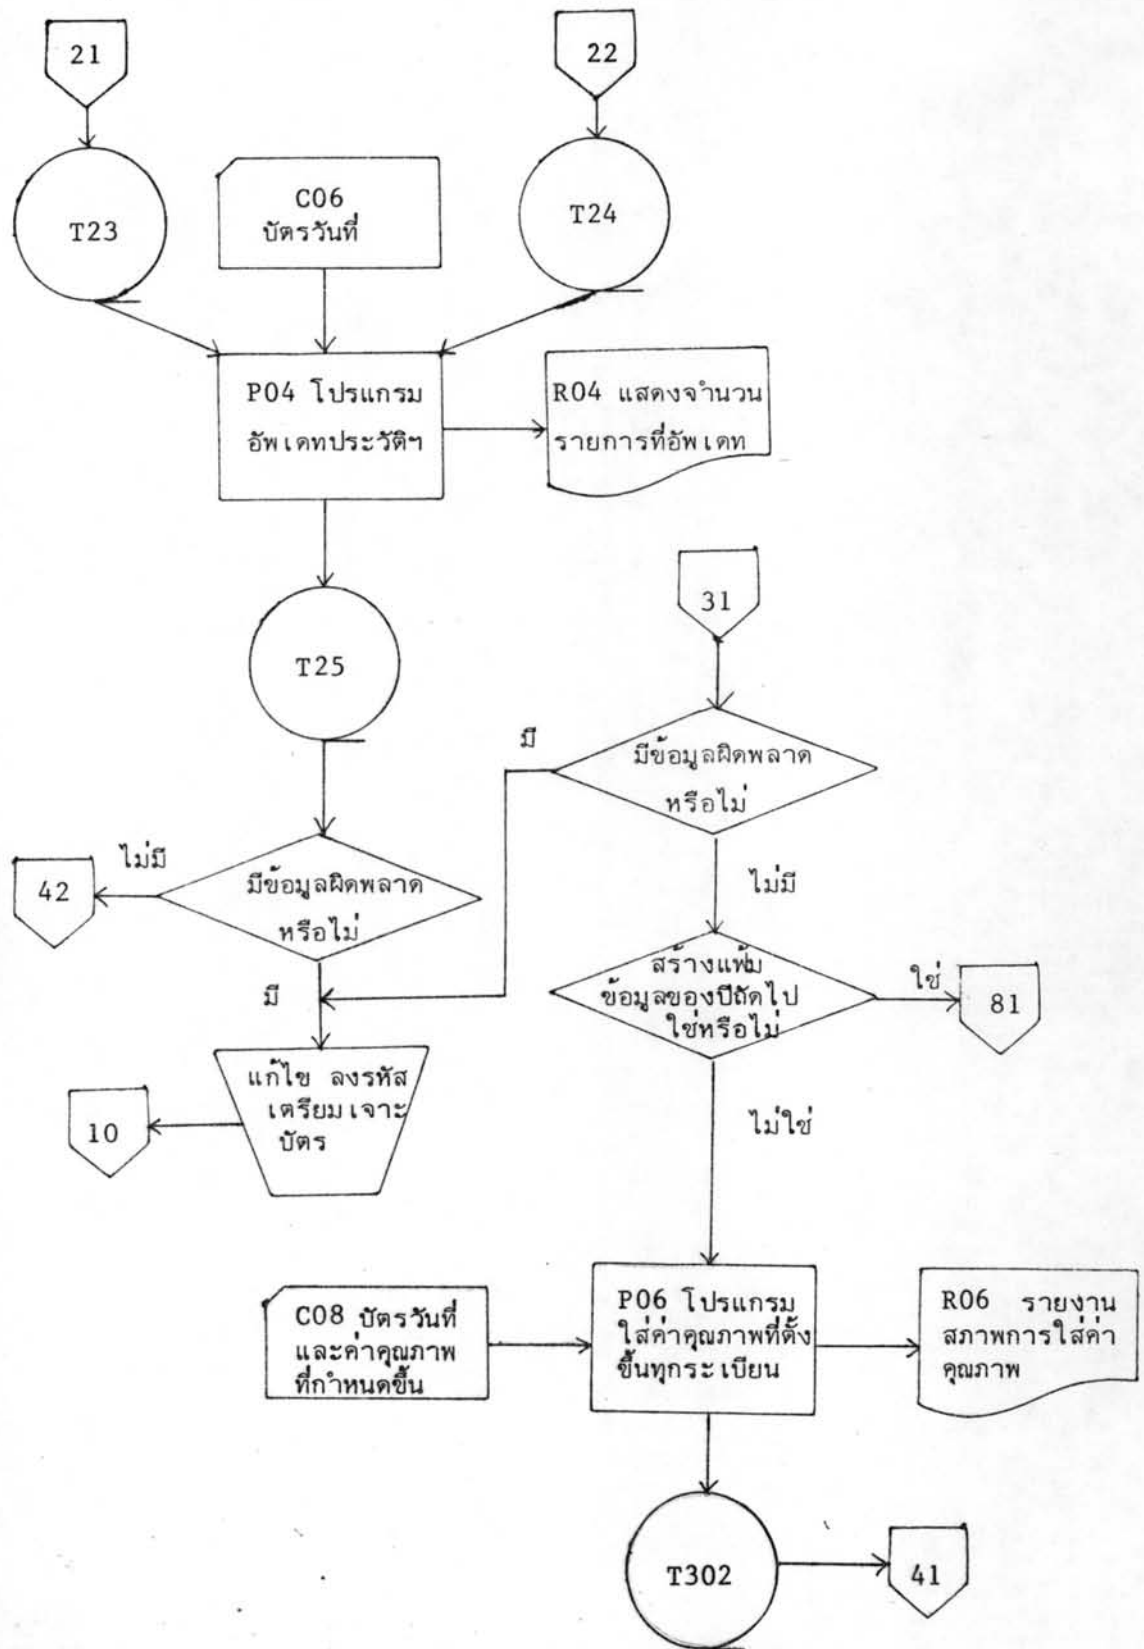 21
22
T23
C06
บัตรวันที่
T24
P04 โปรแกรม
อัพเดทประวัติฯ
R04 แสดงจำนวน
รายการที่อัพเดท
31
T25
มี
มีข้อมูลผิดพลาด
หรือไม่
ไม่มี
42
มีข้อมูลผิดพลาด
หรือไม่
ไม่มี
สร้างแฟ้ม
ข้อมูลของปีถัดไป
ใช่หรือไม่
ใช่
81
มี
แก้ไข ลงรหัส
เตรียมเจาะ
บัตร
10
ไม่ใช่
C08 บัตรวันที่
และค่าคุณภาพ
ที่กำหนดขึ้น
P06 โปรแกรม
ใส่ค่าคุณภาพที่ตั้ง
ขึ้นทุกระเบียน
R06 รายงาน
สภาพการใส่ค่า
คุณภาพ
T302
41